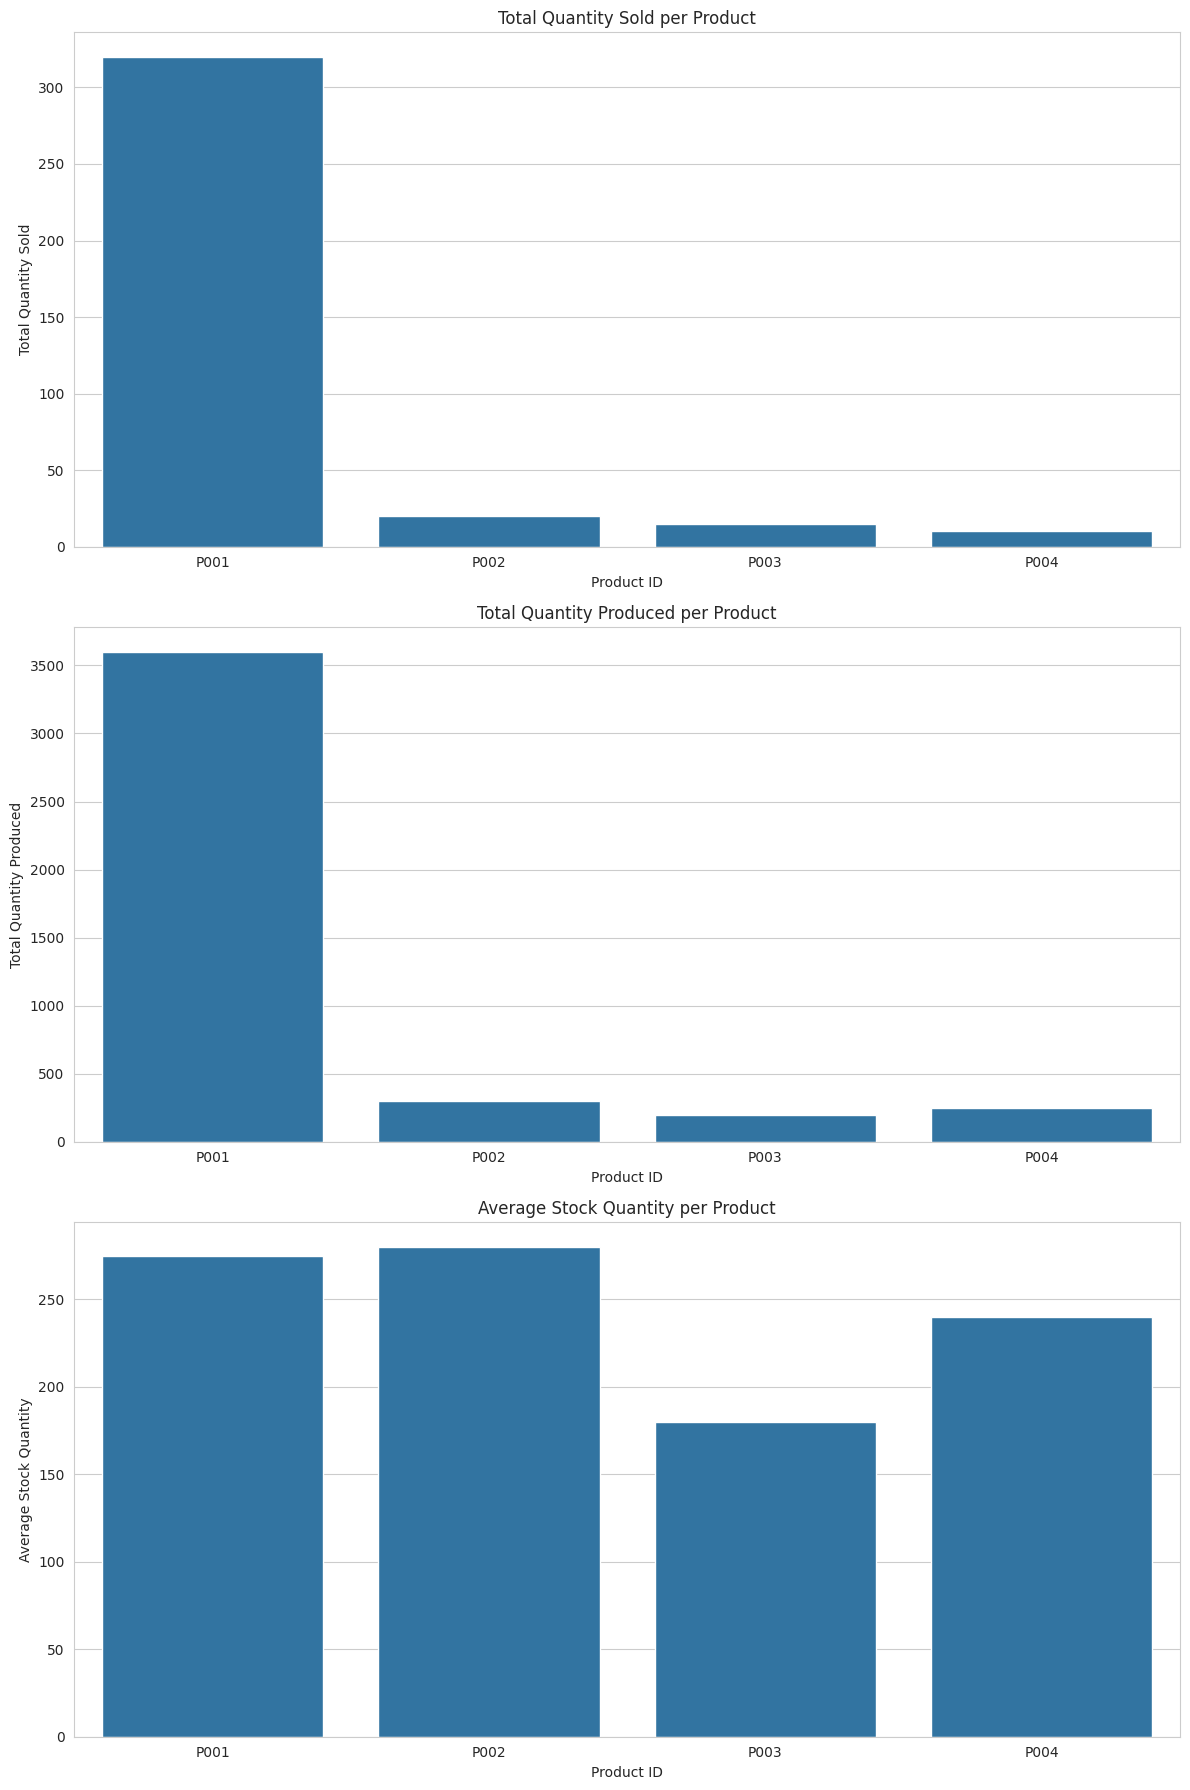 Total Quantity Sold per Product
300
250
200
150
100
50
0
Total Quantity Sold
P001 P002 P003 P004
Product ID
Total Quantity Produced per Product
3500
3000
2500
2000
1500
1000
500
0
Total Quantity Produced
P001 P002 P003 P004
Product ID
Average Stock Quantity per Product
250
200
150
100
50
0
Average Stock Quantity
P001 P002 P003 P004
Product ID